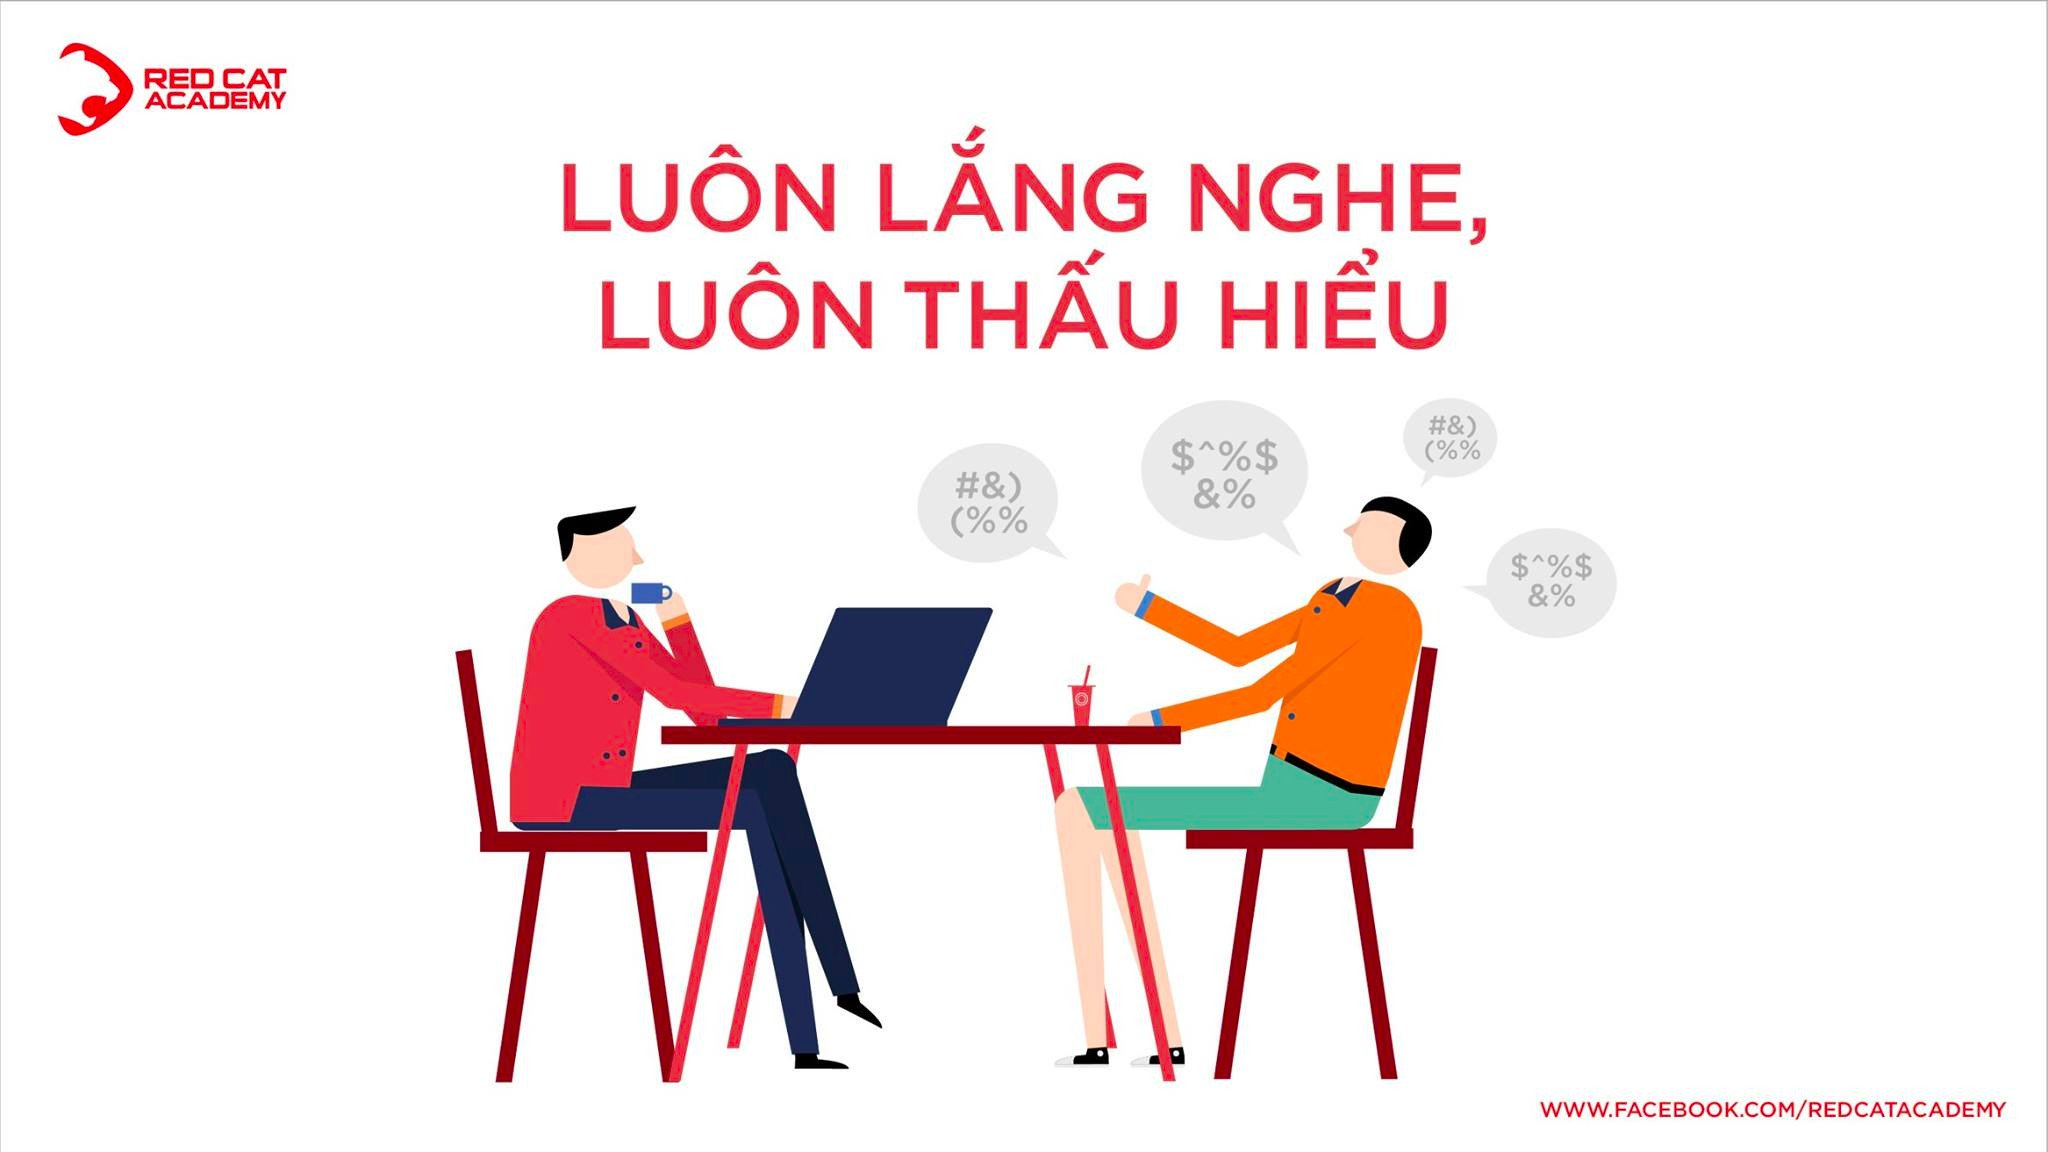 RED CAT
ACADEMY
LUÔN LẮNG NGHE,
LUÔN THẤU HIỂU
#&)
(%%
$^%$
&%
#&)
(%%
$^%$
&%
WWW.FACEBOOK.COM/REDCATACADEMY